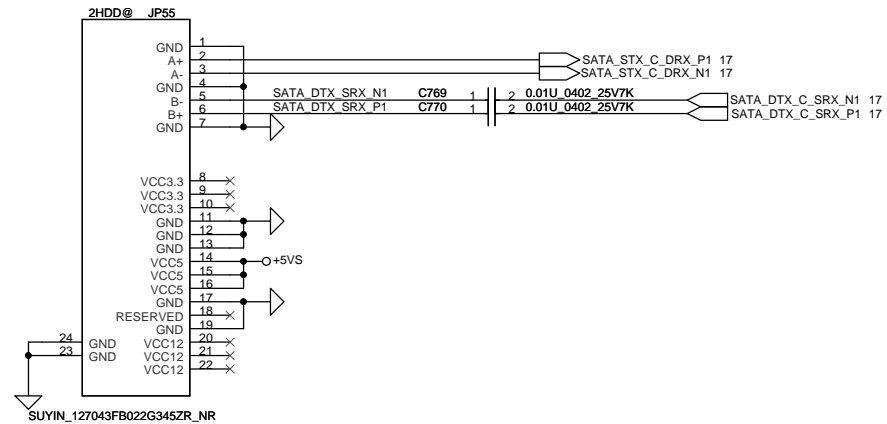 2HDD@ JP55
GND 1
A+ 2 SATA_STX_C_DRX_P1 17
A- 3 SATA_STX_C_DRX_N1 17
GND 4
B- 5 SATA_DTX_SRX_N1 C769 1 2 0.01U_0402_25V7K SATA_DTX_C_SRX_N1 17
B+ 6 SATA_DTX_SRX_P1 C770 1 2 0.01U_0402_25V7K SATA_DTX_C_SRX_P1 17
GND 7
VCC3.3 8
VCC3.3 9
VCC3.3 10
GND 11
GND 12
GND 13
VCC5 14 +5VS
VCC5 15
VCC5 16
GND 17
RESERVED 18
GND 19
24 GND VCC12 20
23 GND VCC12 21
VCC12 22
SUYIN_127043FB022G345ZR_NR